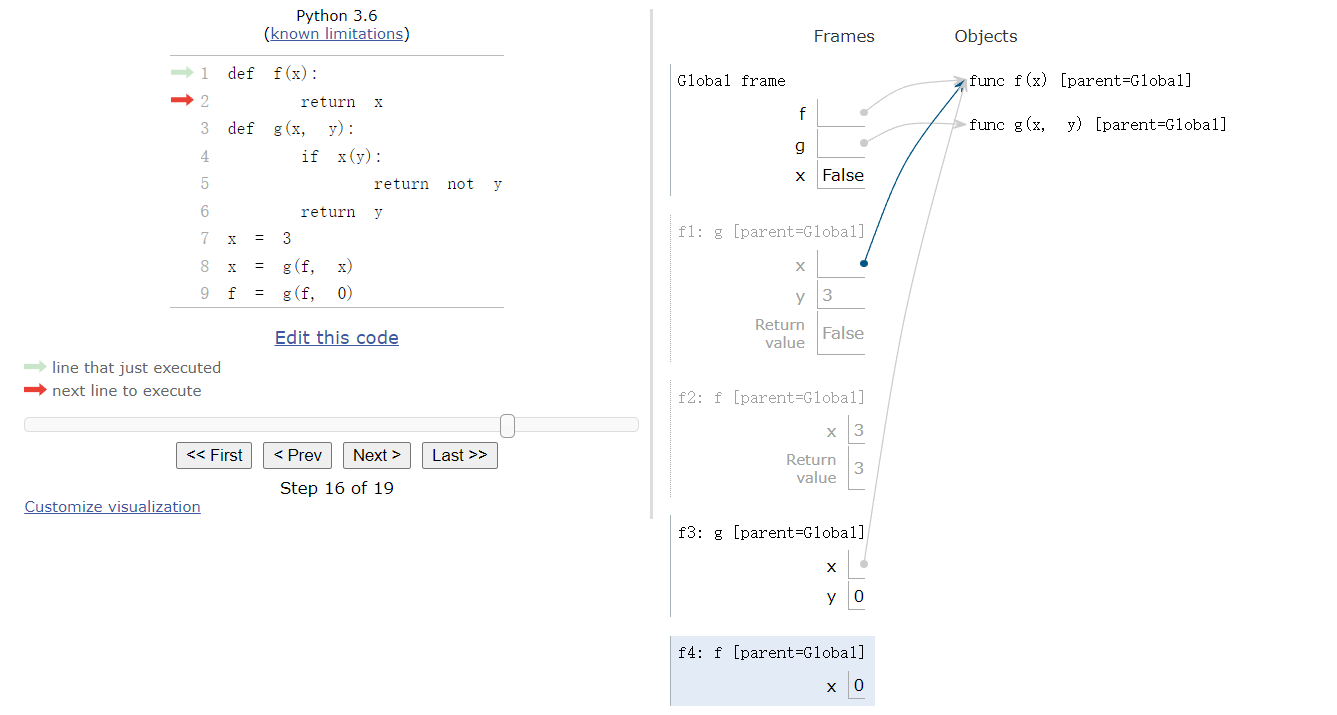 Python 3.6
(known limitations)
1 def f(x):
2 return x
3 def g(x, y):
4 if x(y):
5 return not y
6 return y
7 x = 3
8 x = g(f, x)
9 f = g(f, 0)
Edit this code
line that just executed
next line to execute
<< First < Prev Next > Last >>
Step 16 of 19
Customize visualization
Frames Objects
Global frame
f
g
x False
func f(x) [parent=Global]
func g(x, y) [parent=Global]
f1: g [parent=Global]
x
y 3
Return
value False
f2: f [parent=Global]
x 3
Return
value 3
f3: g [parent=Global]
x
y 0
f4: f [parent=Global]
x 0